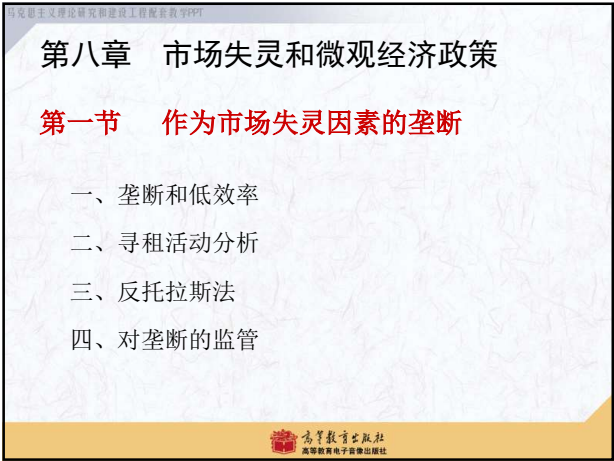 马克思主义理论研究和建设工程配套教学PPT
第八章 市场失灵和微观经济政策
第一节 作为市场失灵因素的垄断
一、垄断和低效率
二、寻租活动分析
三、反托拉斯法
四、对垄断的监管
高等教育出版社
高等教育电子音像出版社